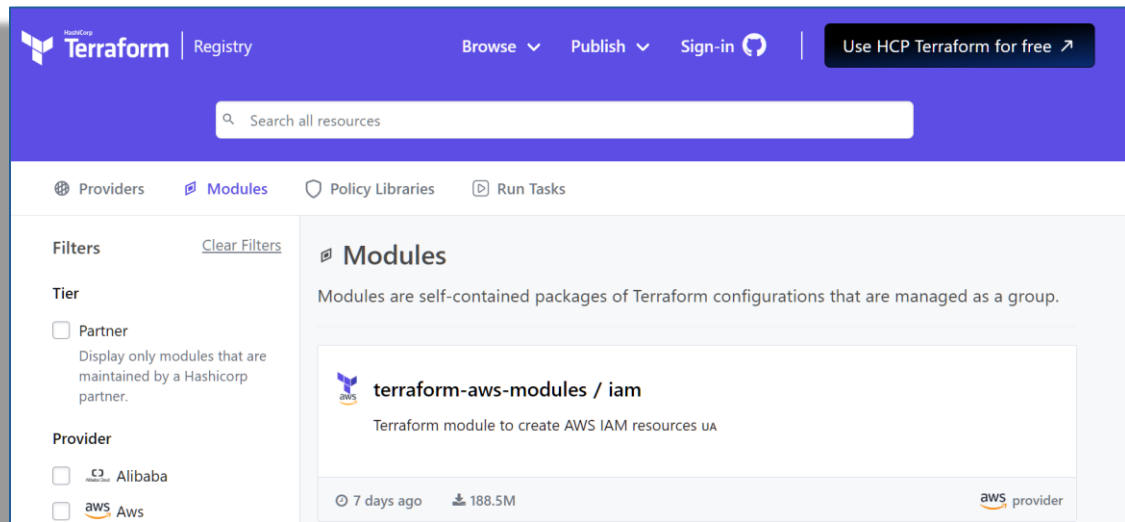 HashiCorp
Terraform Registry Browse Publish Sign-in Use HCP Terraform for free ↗
Search all resources
Providers Modules Policy Libraries Run Tasks
Filters Clear Filters
Modules
Tier
Modules are self-contained packages of Terraform configurations that are managed as a group.
Partner
Display only modules that are
maintained by a Hashicorp
partner.
aws
terraform-aws-modules / iam
Terraform module to create AWS IAM resources UA
Provider
Alibaba Cloud Alibaba
aws Aws
7 days ago 188.5M aws provider